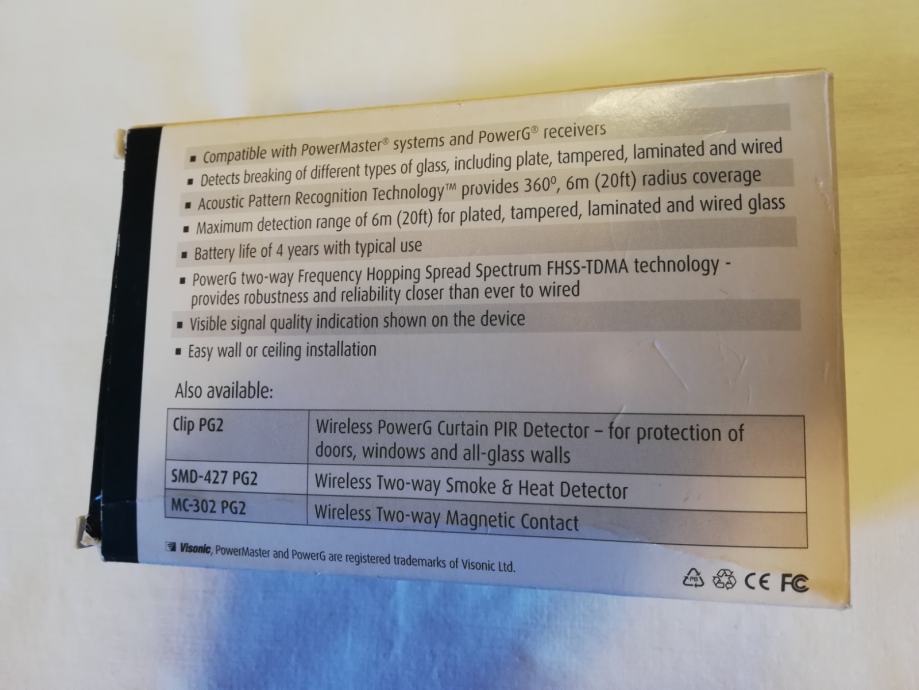 ▪ Compatible with PowerMaster® systems and PowerG® receivers
▪ Detects breaking of different types of glass, including plate, tampered, laminated and wired
▪ Acoustic Pattern Recognition Technology™ provides 360º, 6m (20ft) radius coverage
▪ Maximum detection range of 6m (20ft) for plated, tampered, laminated and wired glass
▪ Battery life of 4 years with typical use
▪ PowerG two-way Frequency Hopping Spread Spectrum FHSS-TDMA technology -
provides robustness and reliability closer than ever to wired
▪ Visible signal quality indication shown on the device
▪ Easy wall or ceiling installation
Also available:
Clip PG2 Wireless PowerG Curtain PIR Detector – for protection of
doors, windows and all-glass walls
SMD-427 PG2 Wireless Two-way Smoke & Heat Detector
MC-302 PG2 Wireless Two-way Magnetic Contact
Visonic, PowerMaster and PowerG are registered trademarks of Visonic Ltd.
PB CE FC